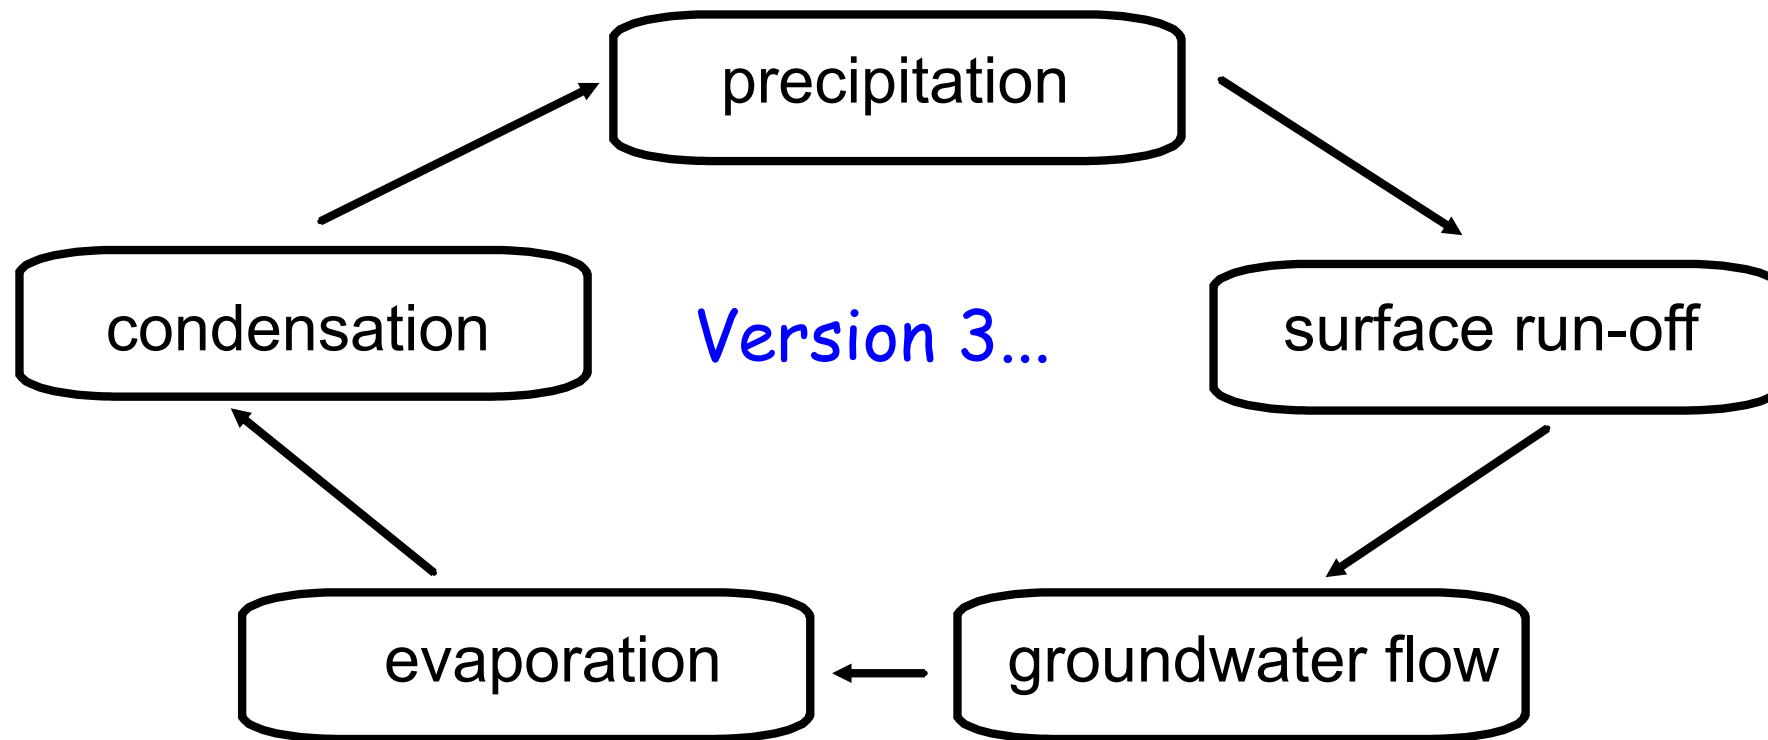 precipitation
condensation
Version 3...
surface run-off
evaporation
groundwater flow